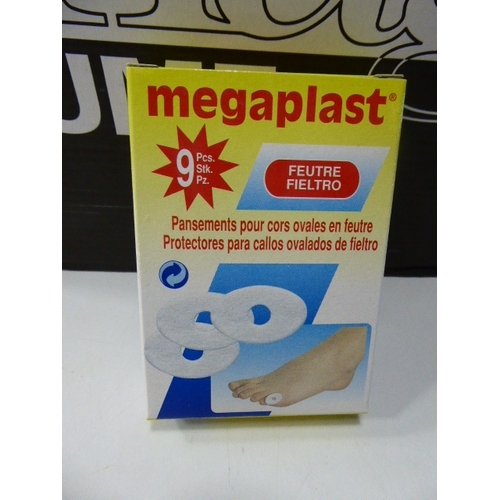 megaplast®
9 Pcs.
Stk.
Pz.
FEUTRE
FIELTRO
Pansements pour cors ovales en feutre
Protectores para callos ovalados de fieltro